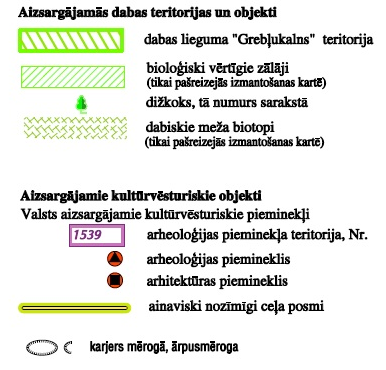 Aizsargājamās dabas teritorijas un objekti
dabas lieguma "Grebļukalns" teritorija
bioloģiski vērtīgie zālāji
(tikai pašreizejās izmantošanas kartē)
dižkoks, tā numurs sarakstā
dabiskie meža biotopi
(tikai pašreizejās izmantošanas kartē)
Aizsargājamie kultūrvēsturiskie objekti
Valsts aizsargājamie kultūrvēsturiskie pieminekļi
1539 arheoloģijas pieminekļa teritorija, Nr.
arheoloģijas piemineklis
arhitektūras piemineklis
ainaviski nozīmīgi ceļa posmi
karjers mērogā, ārpusmēroga